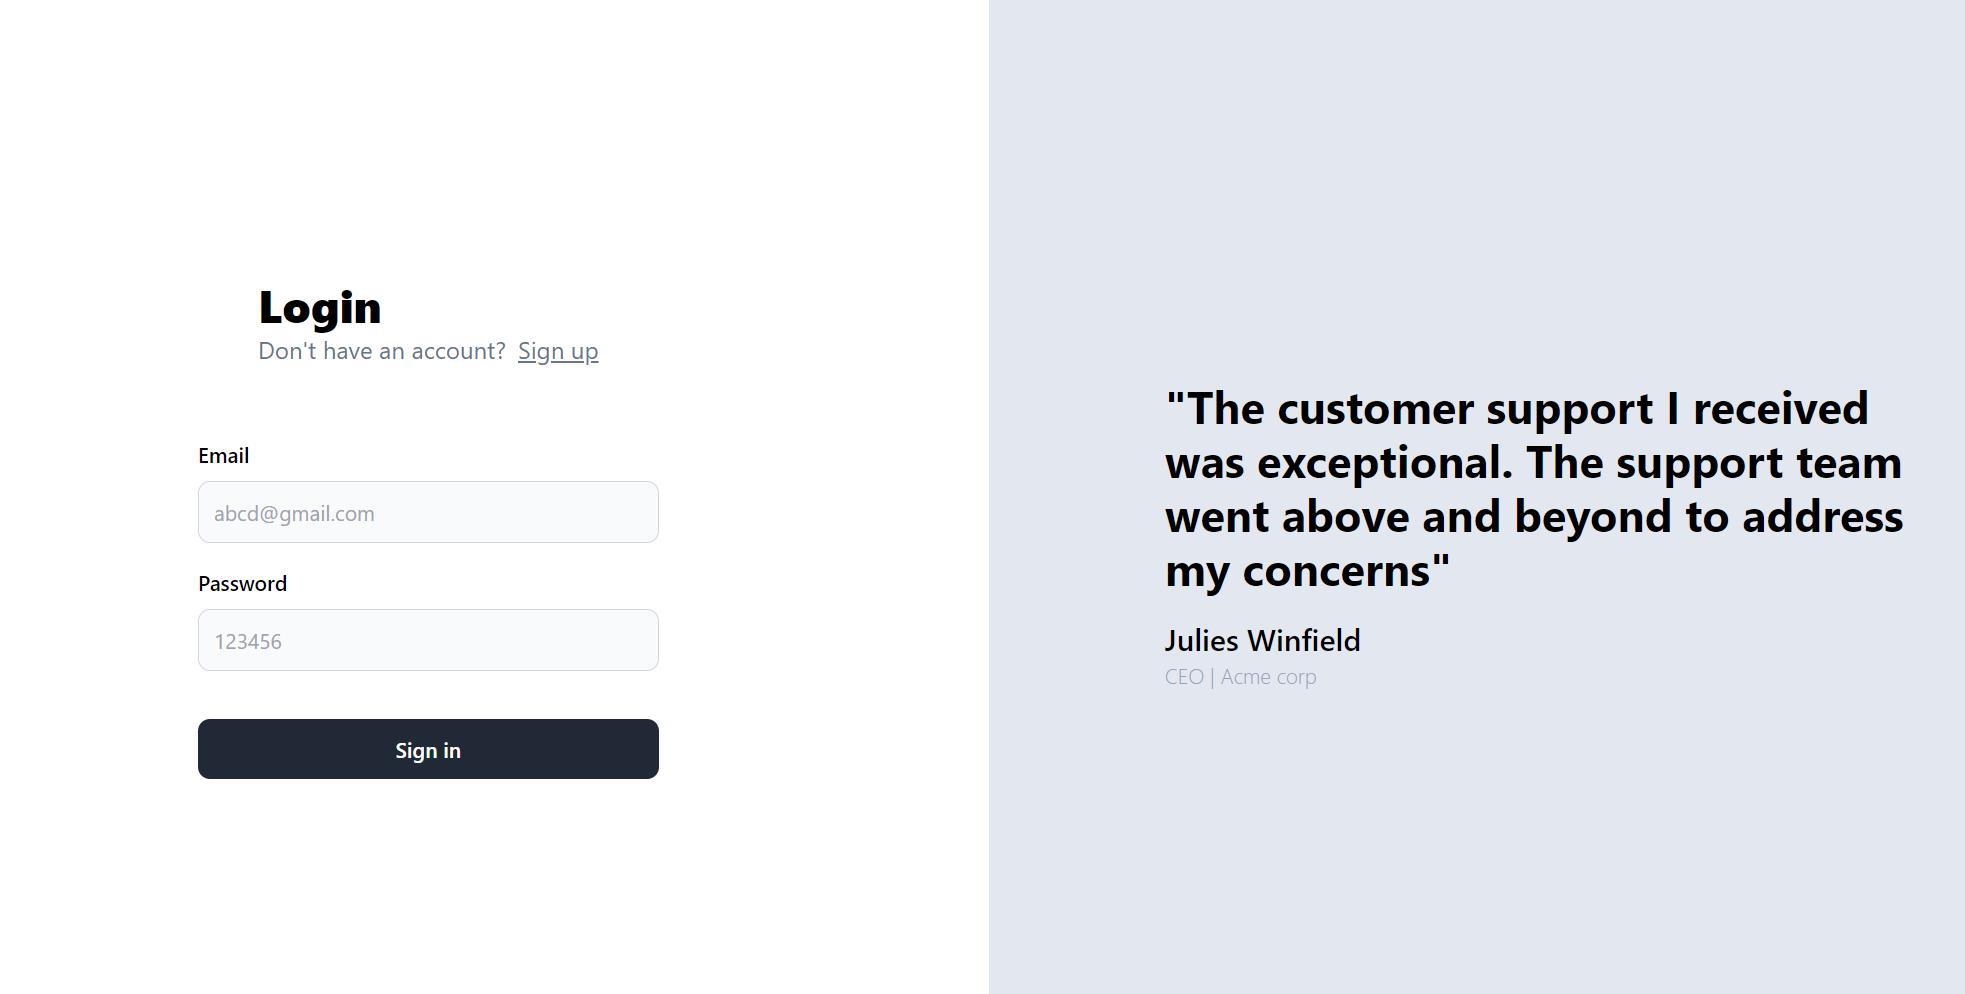 Login
Don't have an account? Sign up
Email
abcd@gmail.com
Password
123456
Sign in
"The customer support I received
was exceptional. The support team
went above and beyond to address
my concerns"
Julies Winfield
CEO | Acme corp